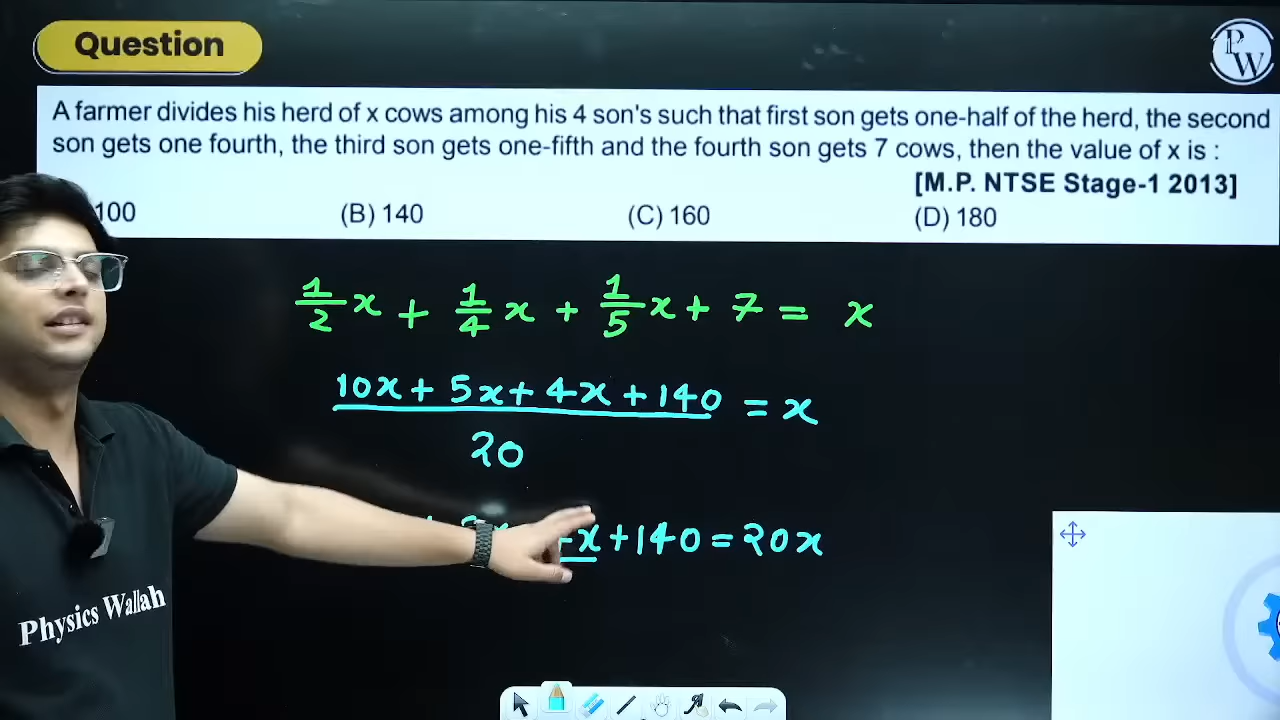 Question
PW
A farmer divides his herd of x cows among his 4 son's such that first son gets one-half of the herd, the second
son gets one fourth, the third son gets one-fifth and the fourth son gets 7 cows, then the value of x is :
[M.P. NTSE Stage-1 2013]
100 (B) 140 (C) 160 (D) 180
1/2 x + 1/4 x + 1/5 x + 7 = x
10x + 5x + 4x + 140 = x
20
x + 140 = 20x
Physics Wallah